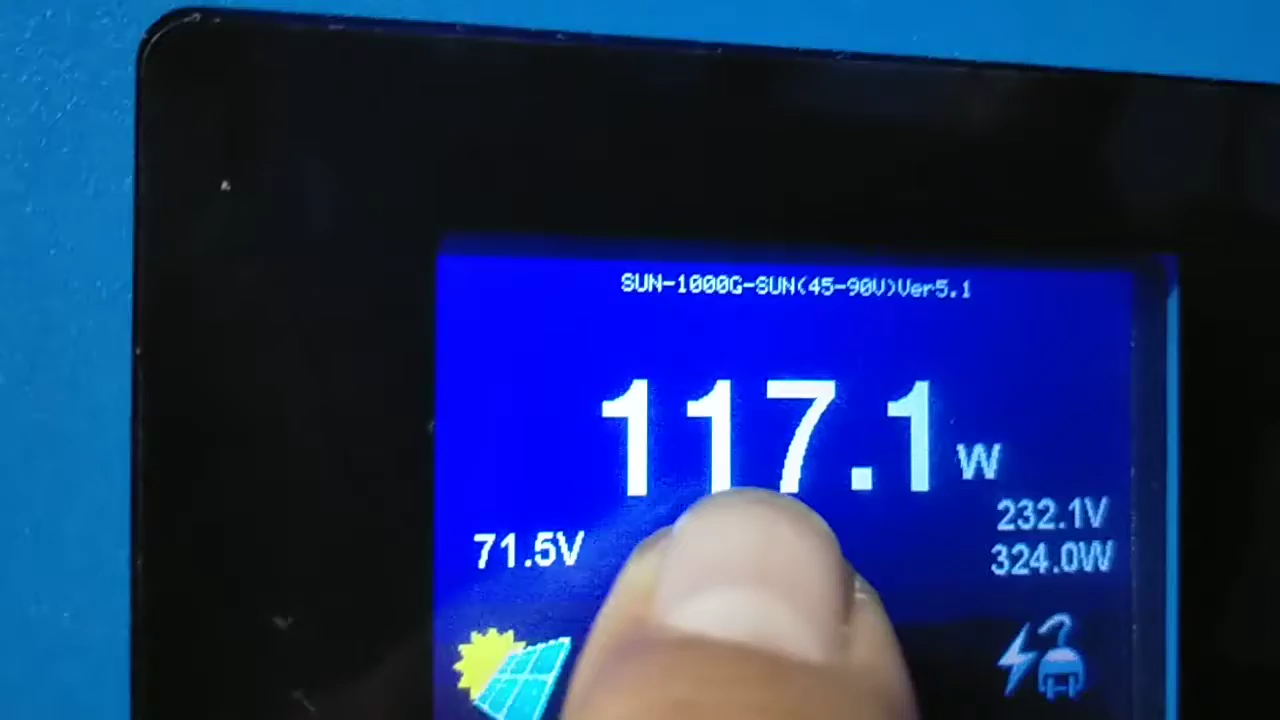 SUN-1000G-SUN(45-90V)Ver5.1
117.1 W
232.1V
71.5V
324.0W